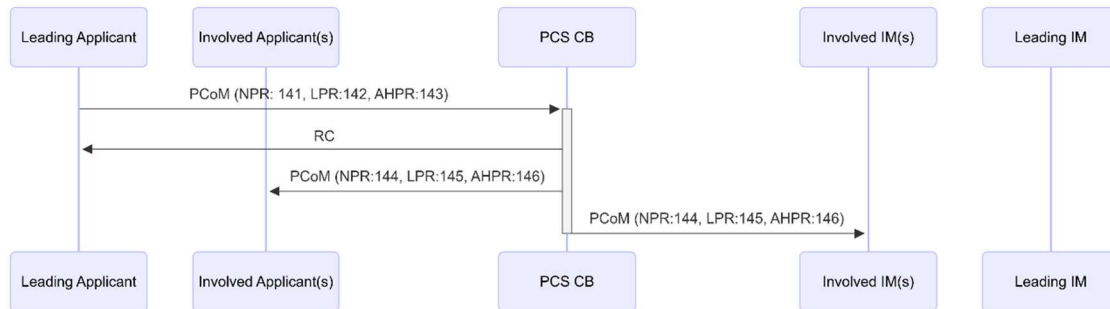 Leading Applicant
Involved Applicant(s)
PCS CB
Involved IM(s)
Leading IM
PCoM (NPR: 141, LPR:142, AHPR:143)
RC
PCoM (NPR:144, LPR:145, AHPR:146)
PCoM (NPR:144, LPR:145, AHPR:146)
Leading Applicant
Involved Applicant(s)
PCS CB
Involved IM(s)
Leading IM